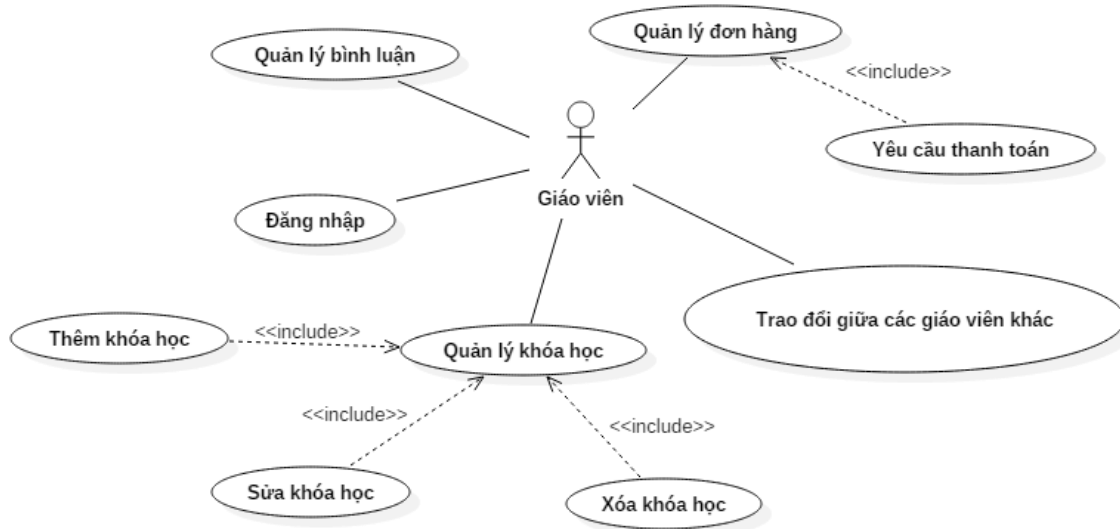 Quản lý đơn hàng
Quản lý bình luận
<<include>>
Yêu cầu thanh toán
Giáo viên
Đăng nhập
Trao đổi giữa các giáo viên khác
Thêm khóa học
<<include>>
Quản lý khóa học
<<include>>
<<include>>
Sửa khóa học
Xóa khóa học